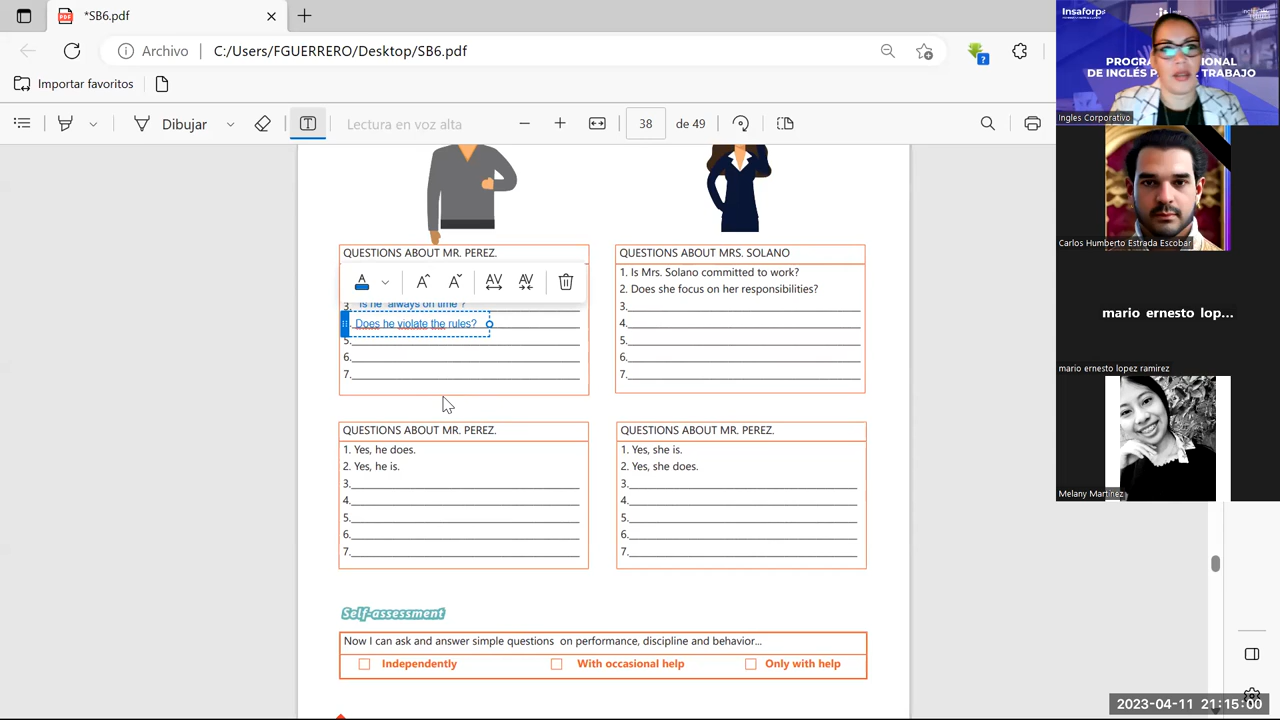 *SB6.pdf
Archivo
C:/Users/FGUERRERO/Desktop/SB6.pdf
Importar favoritos
Dibujar
Lectura en voz alta
38
de 49
QUESTIONS ABOUT MR. PEREZ.
3. Is he always on time ?
Does he violate the rules?
5.
6.
7.
QUESTIONS ABOUT MRS. SOLANO
1. Is Mrs. Solano committed to work?
2. Does she focus on her responsibilities?
3.
4.
5.
6.
7.
QUESTIONS ABOUT MR. PEREZ.
1. Yes, he does.
2. Yes, he is.
3.
4.
5.
6.
7.
QUESTIONS ABOUT MR. PEREZ.
1. Yes, she is.
2. Yes, she does.
3.
4.
5.
6.
7.
Self-assessment
Now I can ask and answer simple questions on performance, discipline and behavior...
Independently
With occasional help
Only with help
Insaforp
Ingles Corporativo
Carlos Humberto Estrada Escobar
mario ernesto lop...
mario ernesto lopez ramirez
Melany Martinez
2023-04-11 21:15:00